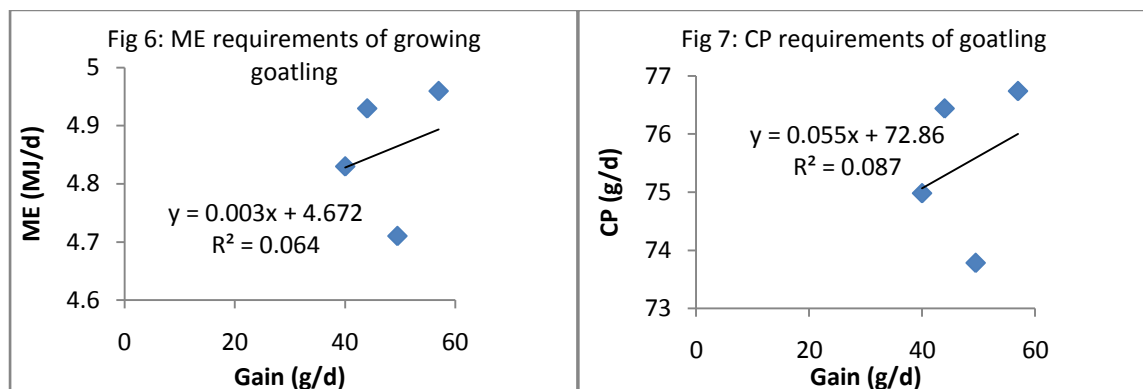 Fig 6: ME requirements of growing
goatling
5
4.9
4.8
4.7
4.6
ME (MJ/d)
y = 0.003x + 4.672
R² = 0.064
0 20 40 60
Gain (g/d)
Fig 7: CP requirements of goatling
77
76
75
74
73
CP (g/d)
y = 0.055x + 72.86
R² = 0.087
0 20 40 60
Gain (g/d)